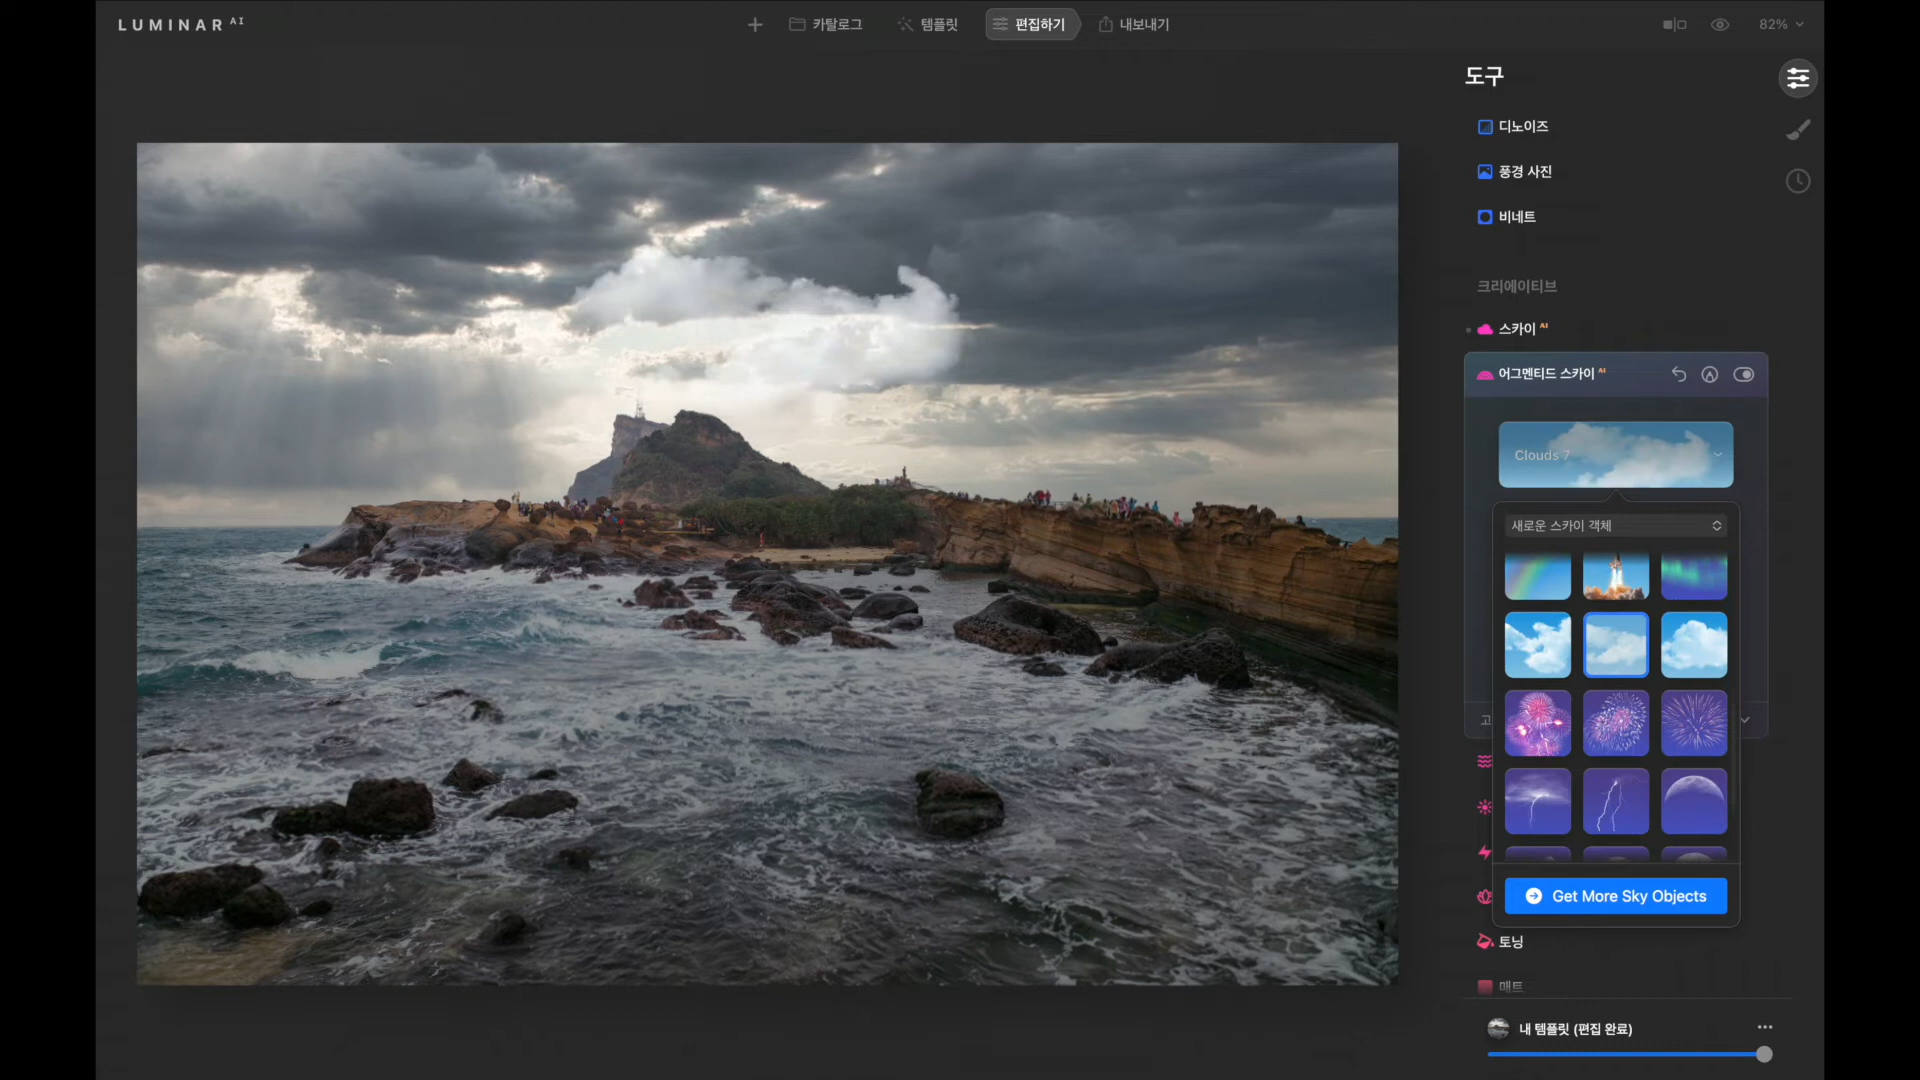 LUMINAR AI
카탈로그
템플릿
편집하기
내보내기
82%
도구
디노이즈
풍경 사진
비네트
크리에이티브
스카이 AI
어그멘티드 스카이 AI
Clouds 7
새로운 스카이 객체
고
Get More Sky Objects
토닝
매트
내 템플릿 (편집 완료)